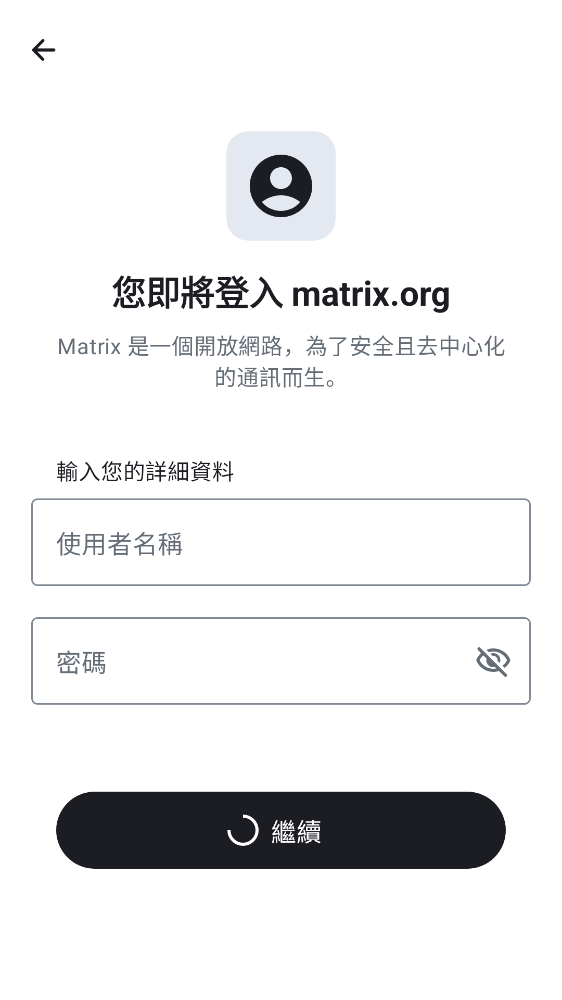 您即將登入 matrix.org
Matrix 是一個開放網路，為了安全且去中心化
的通訊而生。
輸入您的詳細資料
使用者名稱
密碼
繼續